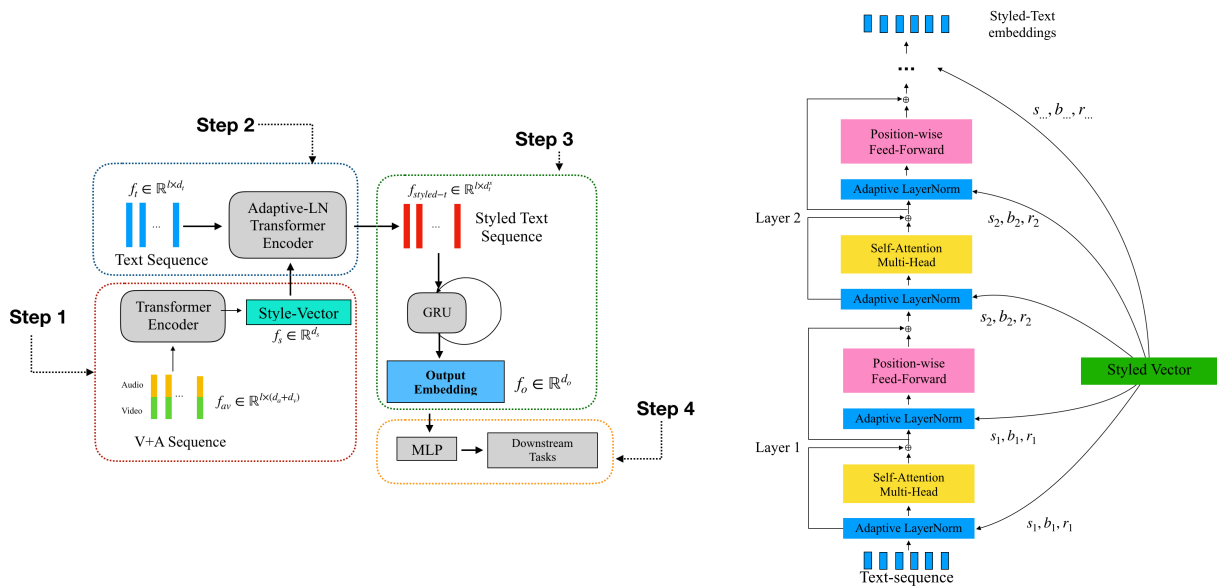 Step 2
f_t ∈ ℝ^{l×d_t}
...
Text Sequence
Adaptive-LN
Transformer
Encoder
Step 1
Transformer
Encoder
Style-Vector
f_s ∈ ℝ^{d_s}
Audio
Video
...
f_{av} ∈ ℝ^{l×(d_a+d_v)}
V+A Sequence
Step 3
f_{styled−t} ∈ ℝ^{l×d_t^s}
...
Styled Text
Sequence
GRU
Output
Embedding
f_o ∈ ℝ^{d_o}
Step 4
MLP
Downstream
Tasks
Styled-Text
embeddings
...
s_{...}, b_{...}, r_{...}
⊕
Position-wise
Feed-Forward
Adaptive LayerNorm
Layer 2
⊕
s_2, b_2, r_2
Self-Attention
Multi-Head
Adaptive LayerNorm
s_2, b_2, r_2
⊕
Position-wise
Feed-Forward
Styled Vector
Adaptive LayerNorm
s_1, b_1, r_1
Layer 1
⊕
Self-Attention
Multi-Head
Adaptive LayerNorm
s_1, b_1, r_1
Text-sequence